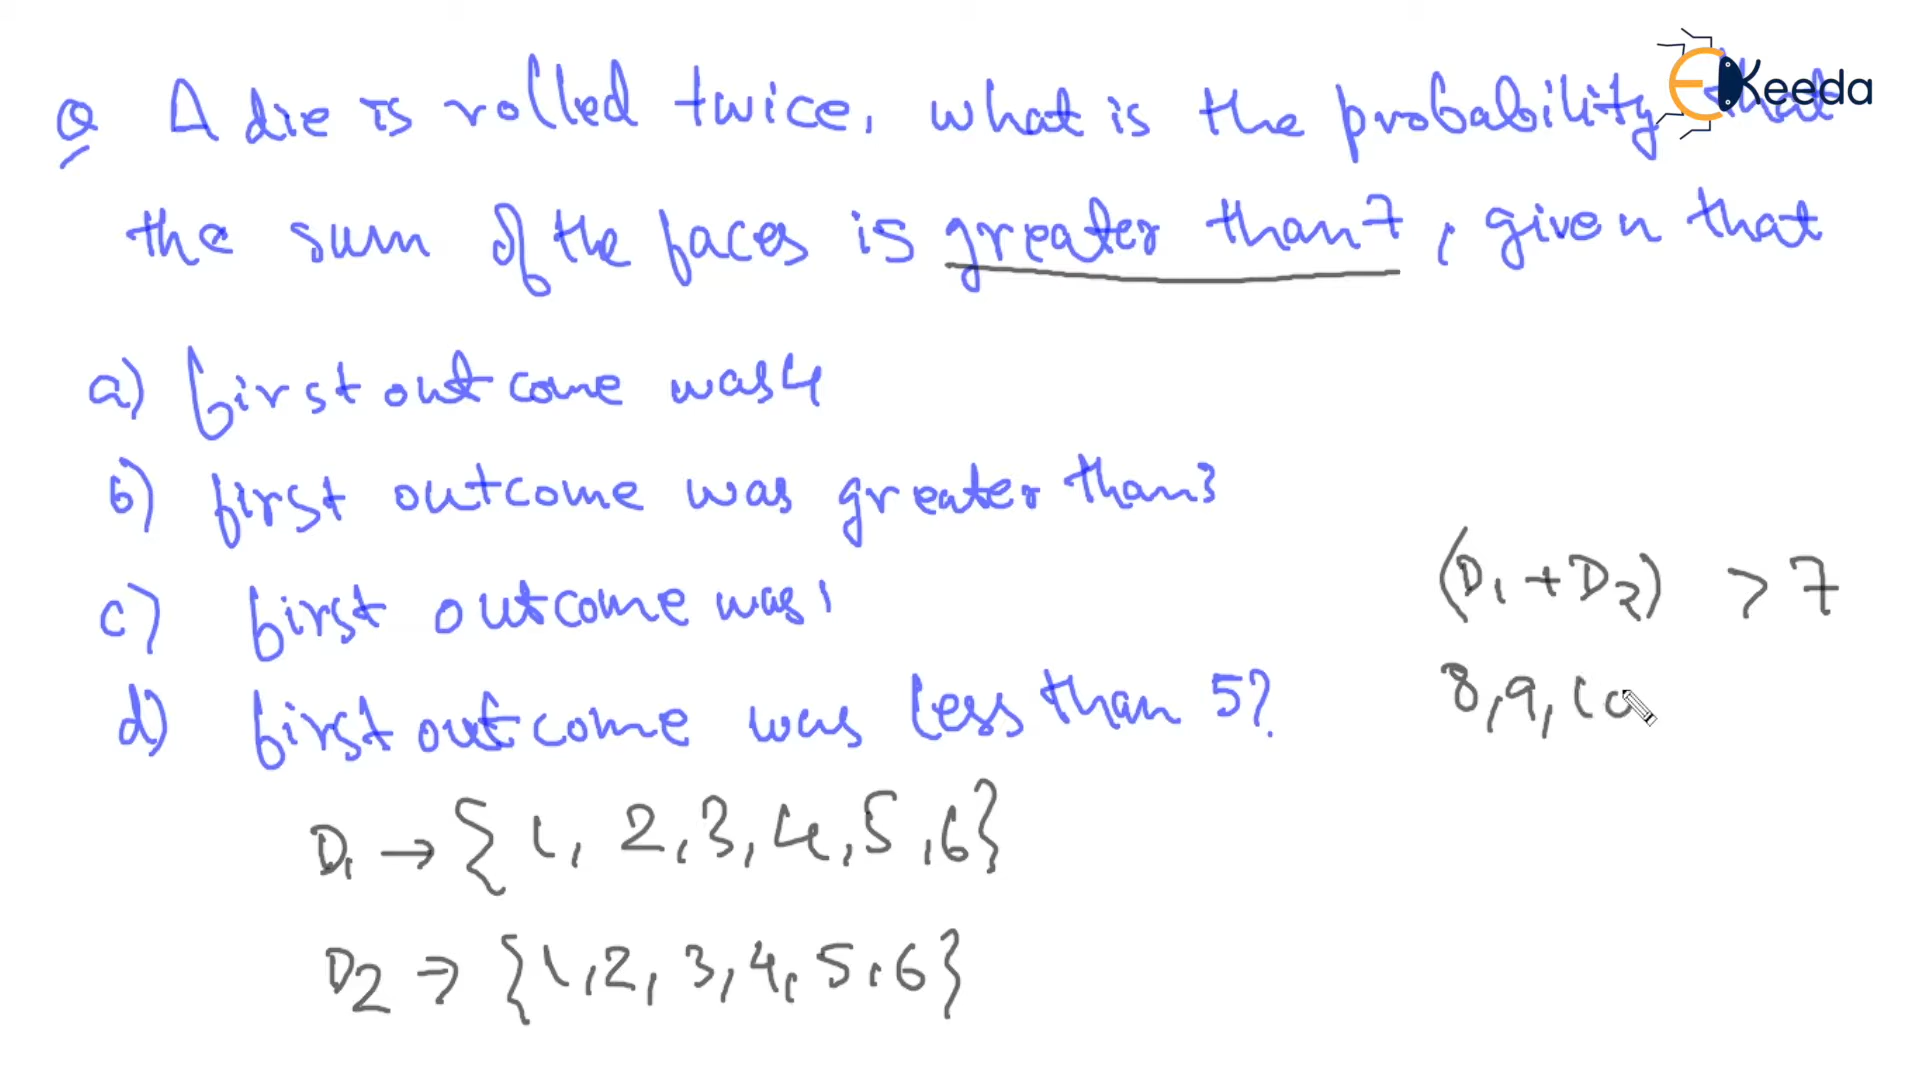 Q A die is rolled twice, what is the probability that
EKeeda
the sum of the faces is greater than 7, given that
a) first outcome was 4
b) first outcome was greater than 3
c) first outcome was 1
d) first outcome was less than 5?
(D1 + D2) > 7
8, 9, 10
D1 → {1, 2, 3, 4, 5, 6}
D2 → {1, 2, 3, 4, 5, 6}